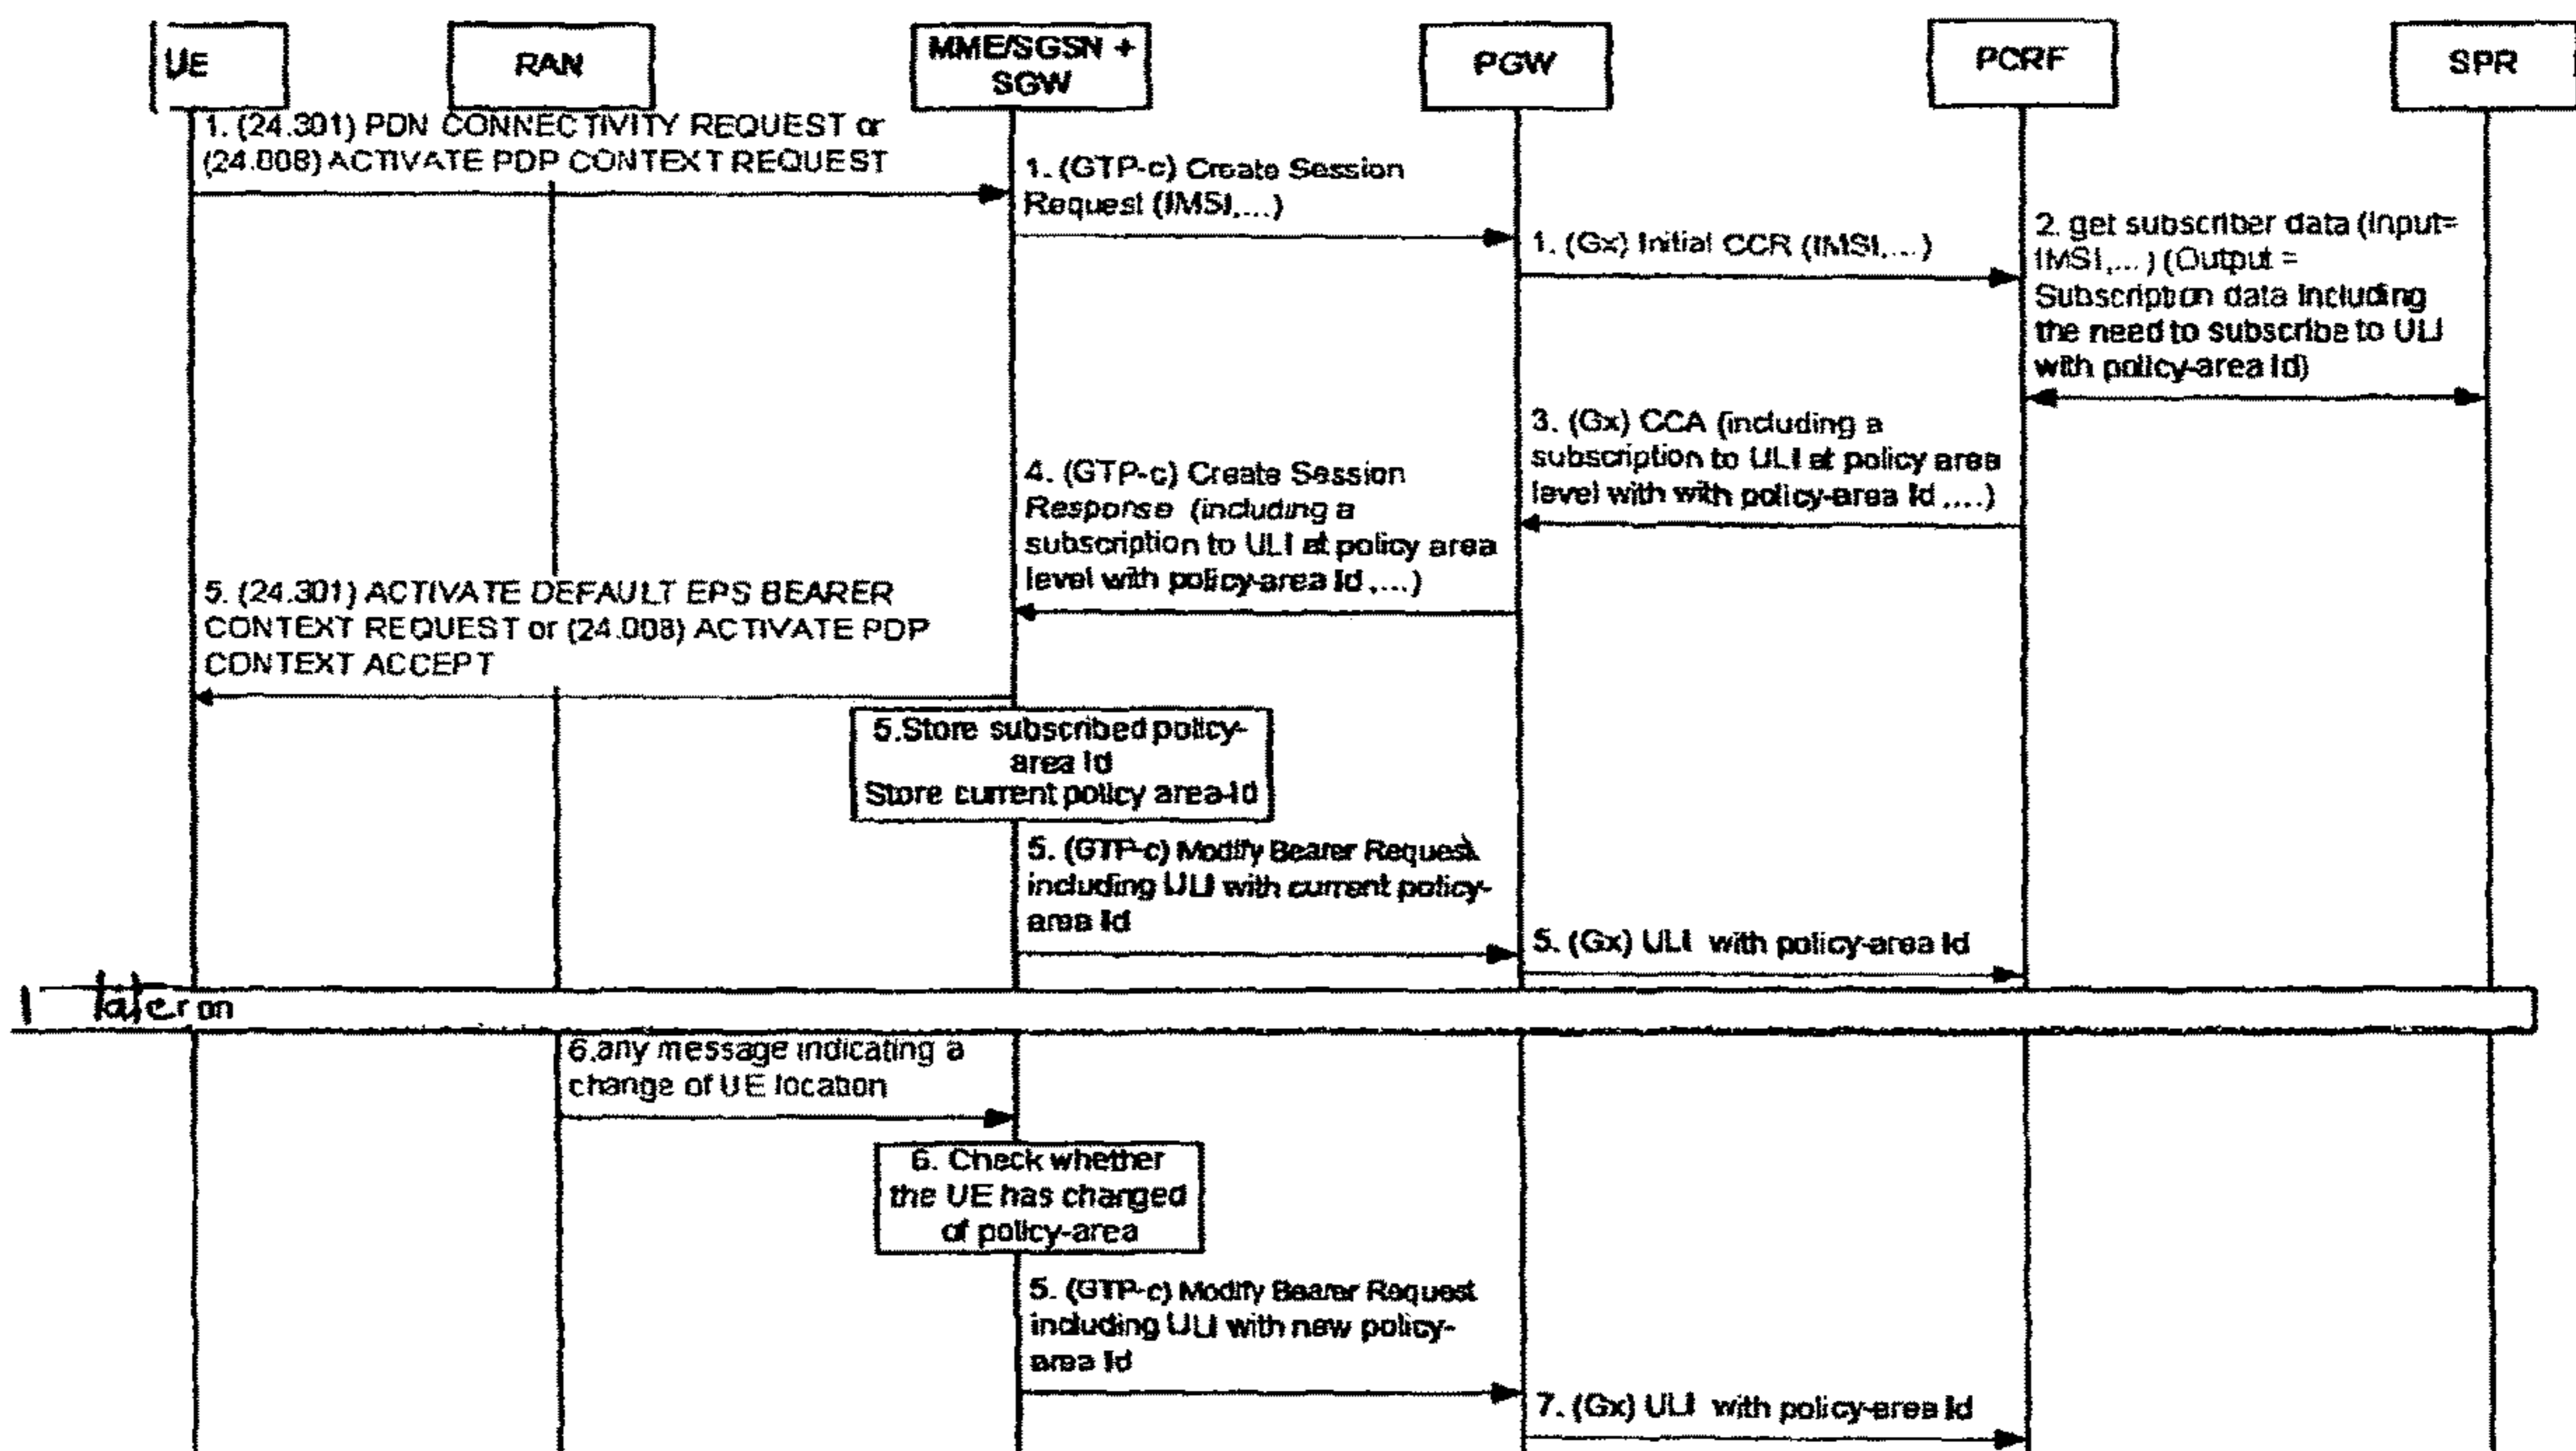 UE
RAN
MME/SGSN +
SGW
PGW
PCRF
SPR
1. (24.301) PDN CONNECTIVITY REQUEST or
(24.008) ACTIVATE PDP CONTEXT REQUEST
1. (GTP-c) Create Session
Request (IMSI,...)
1. (Gx) Initial CCR (IMSI,...)
2. get subscriber data (Input=
IMSI,... ) (Output =
Subscription data including
the need to subscribe to ULI
with policy-area Id)
3. (Gx) CCA (including a
subscription to ULI at policy area
level with with policy-area Id ,...)
4. (GTP-c) Create Session
Response (including a
subscription to ULI at policy area
level with policy-area Id ,...)
5. (24.301) ACTIVATE DEFAULT EPS BEARER
CONTEXT REQUEST or (24.008) ACTIVATE PDP
CONTEXT ACCEPT
5.Store subscribed policy-
area Id
Store current policy area-Id
5. (GTP-c) Modify Bearer Request
including ULI with current policy-
area Id
5. (Gx) ULI with policy-area Id
later on
6.any message indicating a
change of UE location
6. Check whether
the UE has changed
of policy-area
5. (GTP-c) Modify Bearer Request
including ULI with new policy-
area Id
7. (Gx) ULI with policy-area Id